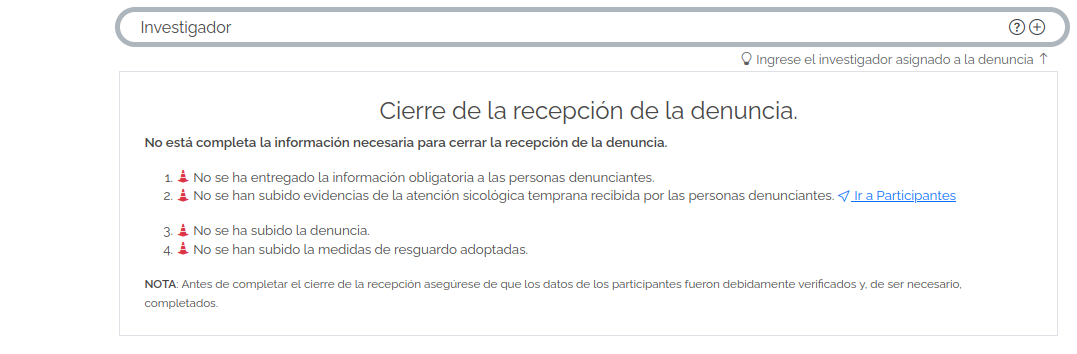 Investigador
Ingrese el investigador asignado a la denuncia
Cierre de la recepción de la denuncia.
No está completa la información necesaria para cerrar la recepción de la denuncia.
1. No se ha entregado la información obligatoria a las personas denunciantes.
2. No se han subido evidencias de la atención sicológica temprana recibida por las personas denunciantes. Ir a Participantes
3. No se ha subido la denuncia.
4. No se han subido la medidas de resguardo adoptadas.
NOTA: Antes de completar el cierre de la recepción asegúrese de que los datos de los participantes fueron debidamente verificados y, de ser necesario,
completados.